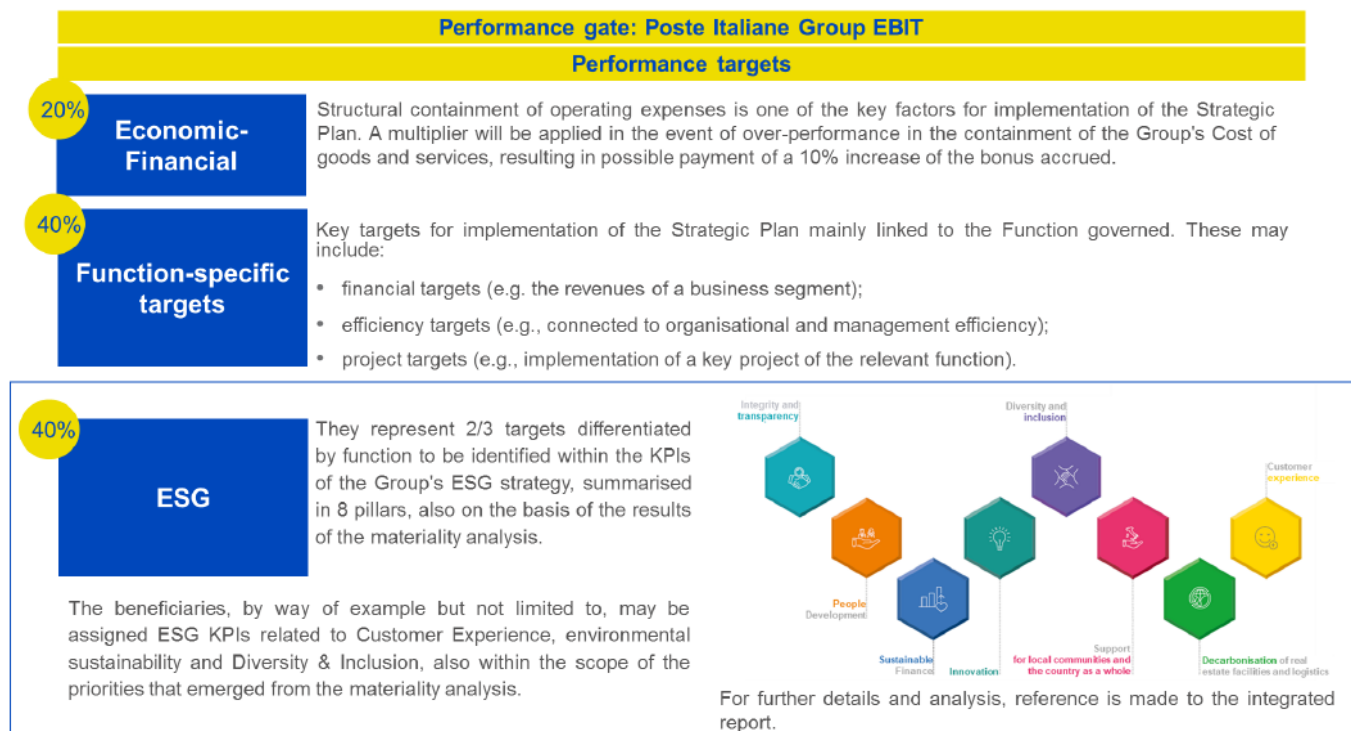 Performance gate: Poste Italiane Group EBIT
Performance targets
20%
Economic-
Financial
Structural containment of operating expenses is one of the key factors for implementation of the Strategic
Plan. A multiplier will be applied in the event of over-performance in the containment of the Group's Cost of
goods and services, resulting in possible payment of a 10% increase of the bonus accrued.
40%
Function-specific
targets
Key targets for implementation of the Strategic Plan mainly linked to the Function governed. These may
include:
• financial targets (e.g. the revenues of a business segment);
• efficiency targets (e.g., connected to organisational and management efficiency);
• project targets (e.g., implementation of a key project of the relevant function).
40%
ESG
They represent 2/3 targets differentiated
by function to be identified within the KPIs
of the Group's ESG strategy, summarised
in 8 pillars, also on the basis of the results
of the materiality analysis.
The beneficiaries, by way of example but not limited to, may be
assigned ESG KPIs related to Customer Experience, environmental
sustainability and Diversity & Inclusion, also within the scope of the
priorities that emerged from the materiality analysis.
Integrity and
transparency
Diversity and
inclusion
Customer
experience
People
Development
Sustainable
Finance
Innovation
Support
for local communities and
the country as a whole
Decarbonisation of real
estate facilities and logistics
For further details and analysis, reference is made to the integrated
report.